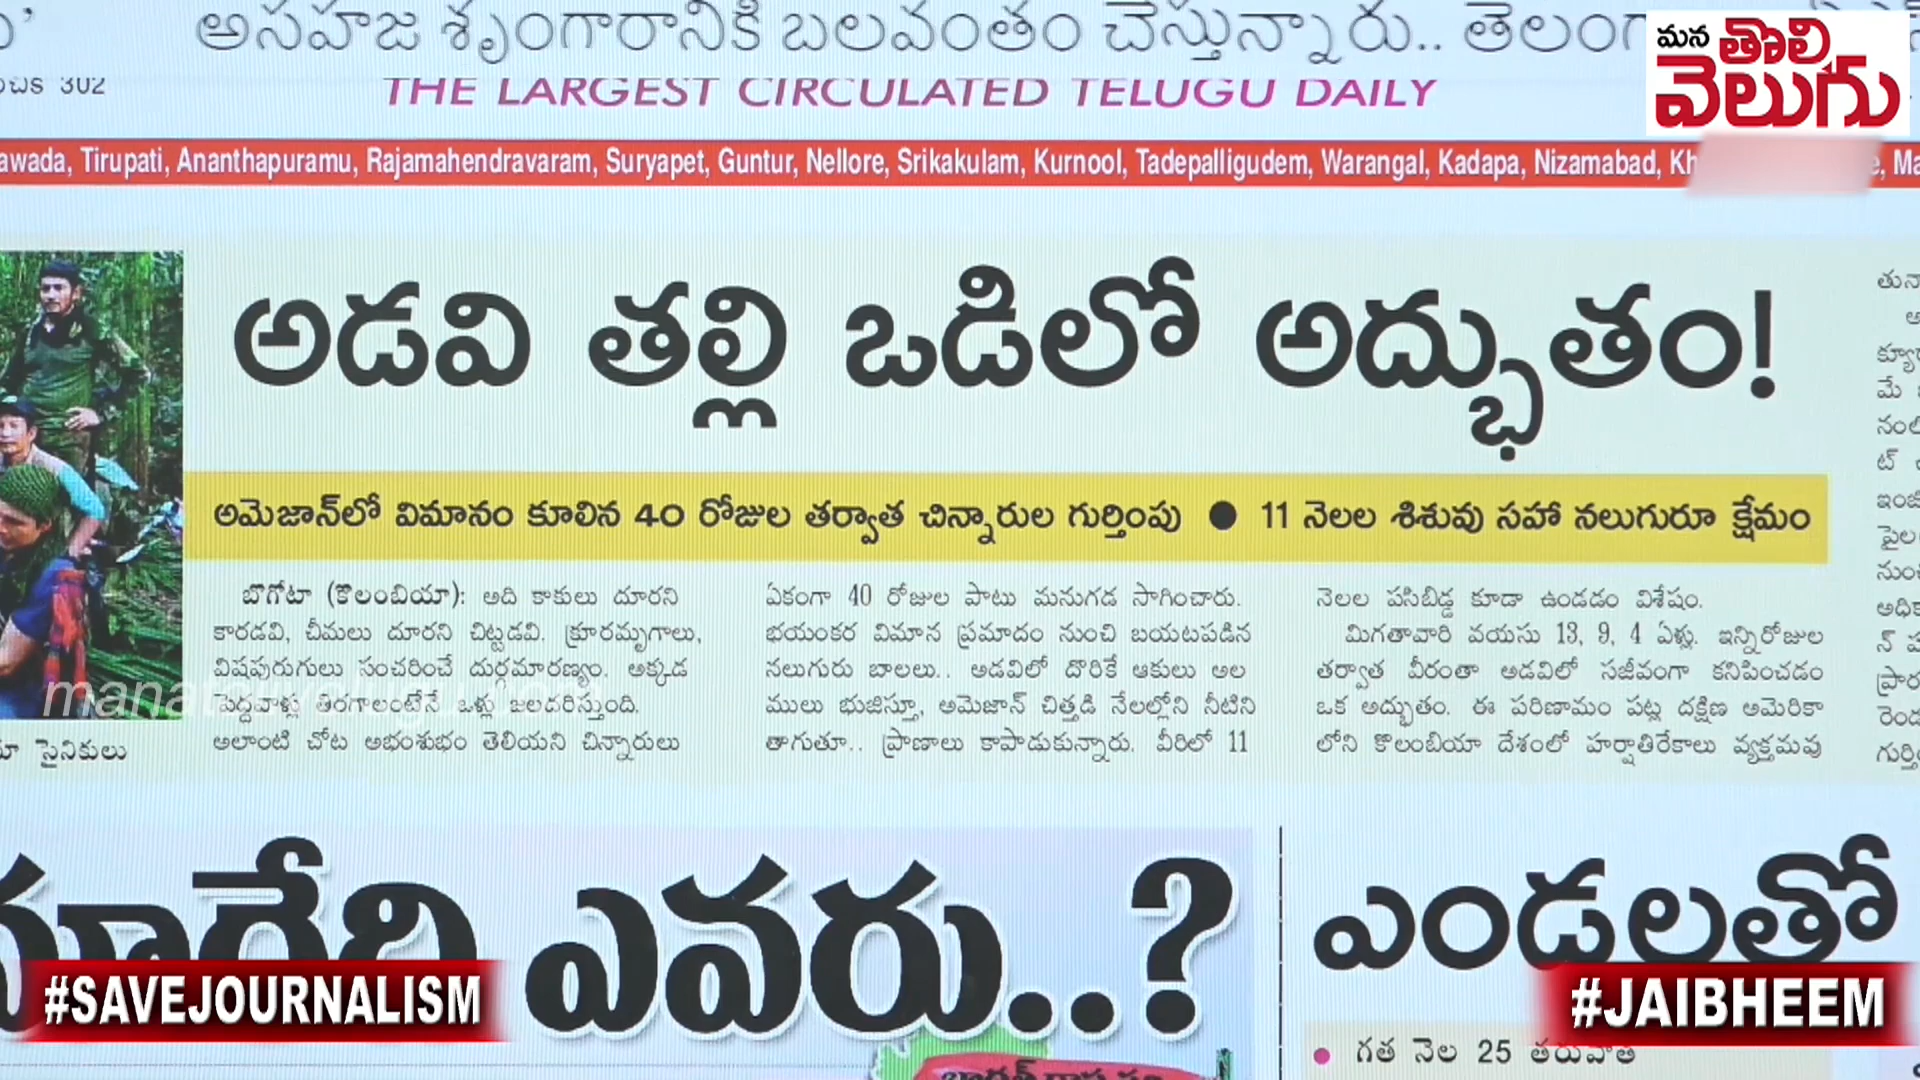 అసహజ శృంగారానికి బలవంతం చేస్తున్నారు..
మన తొలి వెలుగు
302
THE LARGEST CIRCULATED TELUGU DAILY
Tirupati, Ananthapuramu, Rajamahendravaram, Suryapet, Guntur, Nellore, Srikakulam, Kurnool, Tadepalligudem, Warangal, Kadapa, Nizamabad,
అడవి తల్లి ఒడిలో అద్భుతం!
అమెజాన్‌లో విమానం కూలిన 40 రోజుల తర్వాత చిన్నారుల గుర్తింపు ● 11 నెలల శిశువు సహా నలుగురూ క్షేమం
బొగోటా (కొలంబియా): అది కాకులు దూరని
కారడవి, చీమలు దూరని చిట్టడవి. క్రూరమృగాలు,
విషపురుగులు సంచరించే దుర్గమారణ్యం. అక్కడ
పెద్దవాళ్లు తిరగాలంటేనే ఒళ్లు జలదరిస్తుంది.
అలాంటి చోట అభంశుభం తెలియని చిన్నారులు
ఏకంగా 40 రోజుల పాటు మనుగడ సాగించారు.
భయంకర విమాన ప్రమాదం నుంచి బయటపడిన
నలుగురు బాలలు.. అడవిలో దొరికే ఆకులు అల
ములు భుజిస్తూ, అమెజాన్ చిత్తడి నేలల్లోని నీటిని
తాగుతూ.. ప్రాణాలు కాపాడుకున్నారు. వీరిలో 11
నెలల పసిబిడ్డ కూడా ఉండడం విశేషం.
మిగతావారి వయసు 13, 9, 4 ఏళ్లు. ఇన్నిరోజుల
తర్వాత వీరంతా అడవిలో సజీవంగా కనిపించడం
ఒక అద్భుతం. ఈ పరిణామం పట్ల దక్షిణ అమెరికా
లోని కొలంబియా దేశంలో హర్షాతిరేకాలు వ్యక్తమవు
సైనికులు
ఎవరు..?
ఎండలతో
#SAVEJOURNALISM
#JAIBHEEM
● గత నెల 25 తరువాత